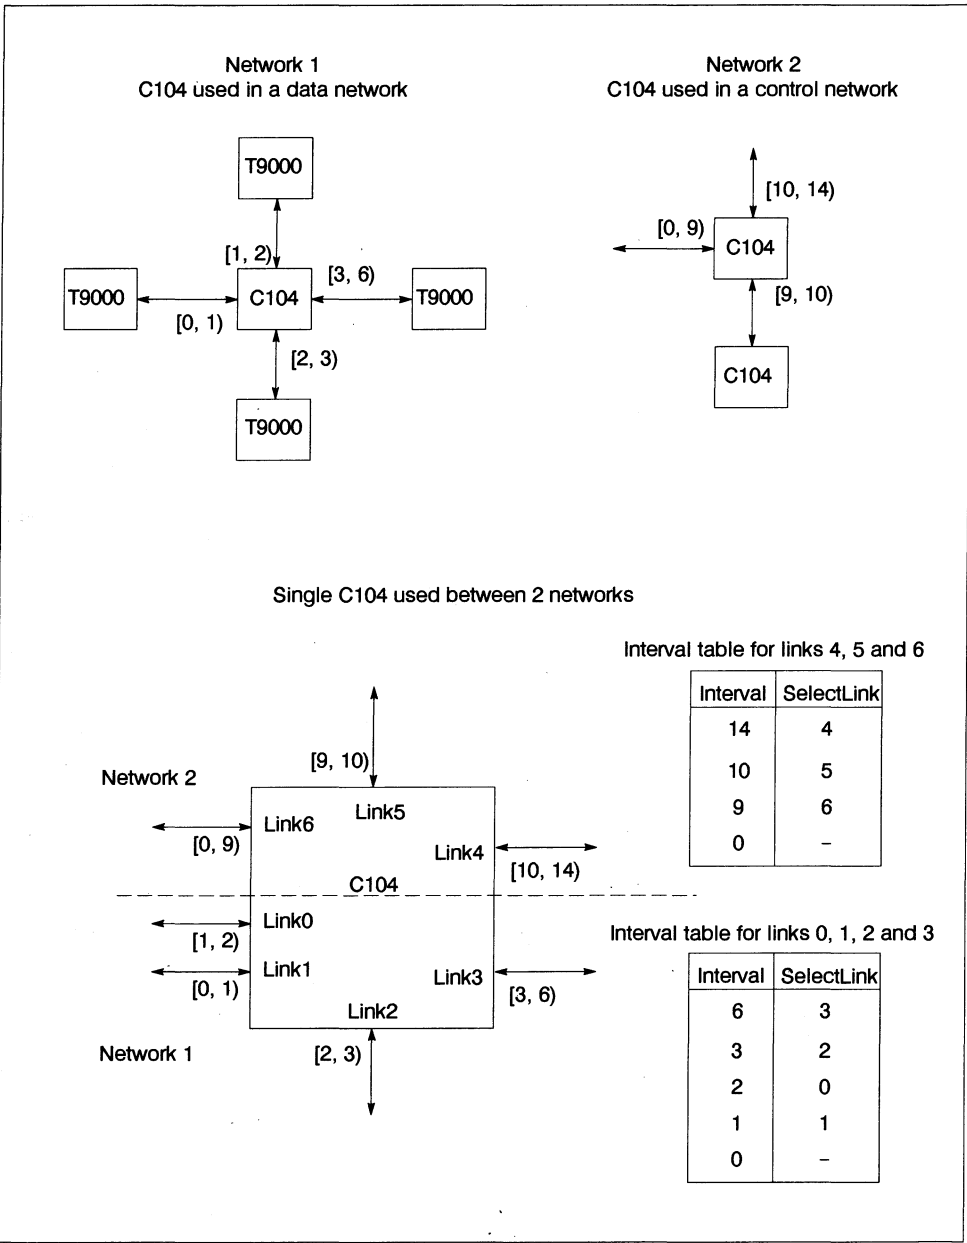 Network 1
C104 used in a data network
T9000
[1, 2)
[3, 6)
T9000
C104
T9000
[0, 1)
[2, 3)
T9000
Network 2
C104 used in a control network
[10, 14)
[0, 9)
C104
[9, 10)
C104
Single C104 used between 2 networks
Interval table for links 4, 5 and 6
Interval SelectLink
14 4
10 5
9 6
0 –
[9, 10)
Network 2
Link5
Link6
[0, 9)
Link4
[10, 14)
C104
Link0
[1, 2)
Link1
[0, 1)
Link3
[3, 6)
Link2
Network 1
[2, 3)
Interval table for links 0, 1, 2 and 3
Interval SelectLink
6 3
3 2
2 0
1 1
0 –